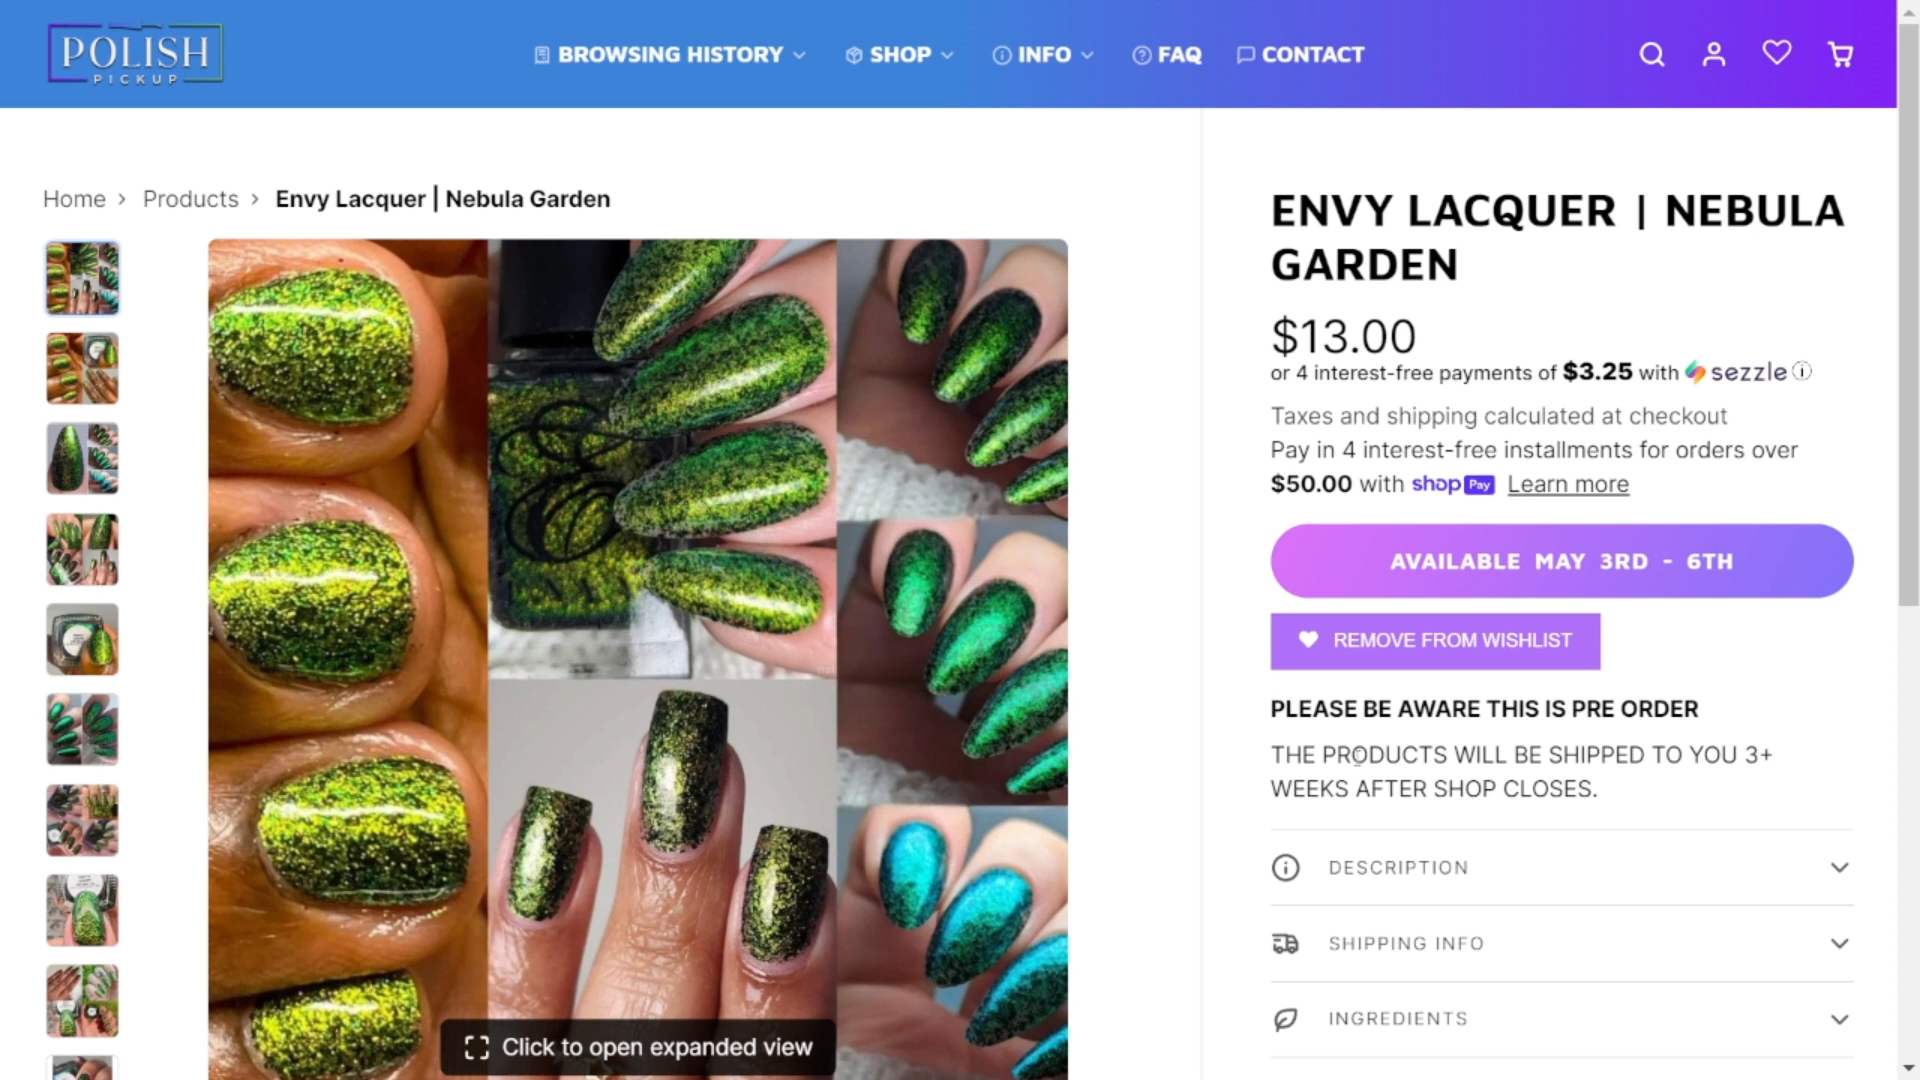 POLISH
PICKUP
BROWSING HISTORY
SHOP
INFO
FAQ
CONTACT
Home > Products > Envy Lacquer | Nebula Garden
ENVY LACQUER | NEBULA
GARDEN
$13.00
or 4 interest-free payments of $3.25 with sezzle
Taxes and shipping calculated at checkout
Pay in 4 interest-free installments for orders over
$50.00 with shop Pay Learn more
AVAILABLE MAY 3RD - 6TH
REMOVE FROM WISHLIST
PLEASE BE AWARE THIS IS PRE ORDER
THE PRODUCTS WILL BE SHIPPED TO YOU 3+
WEEKS AFTER SHOP CLOSES.
DESCRIPTION
SHIPPING INFO
INGREDIENTS
Click to open expanded view